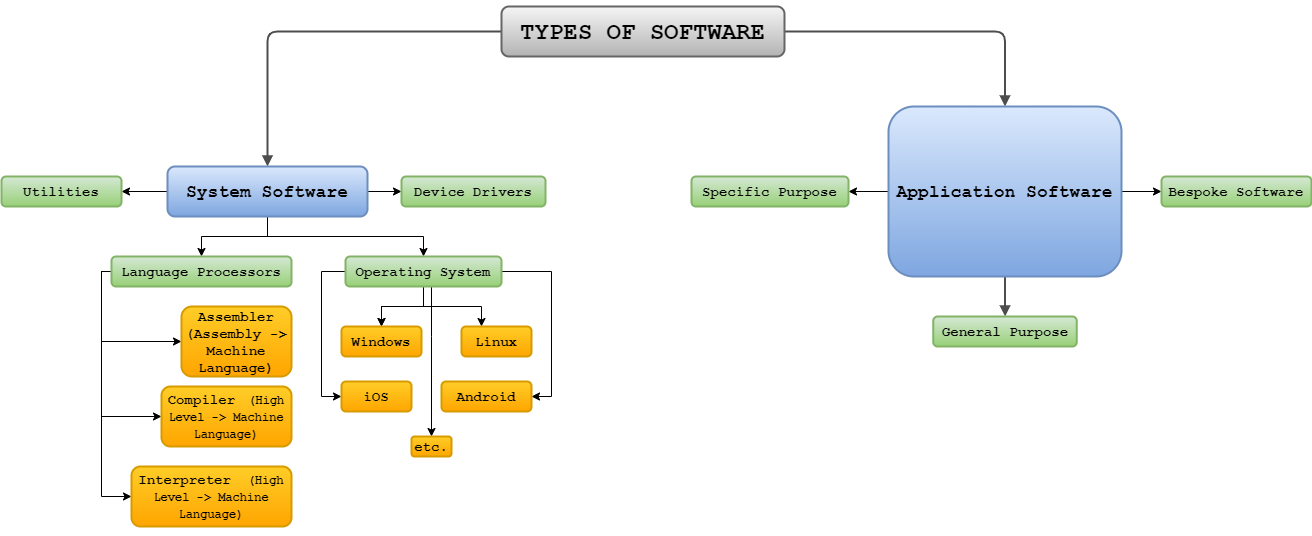 TYPES OF SOFTWARE
Utilities
System Software
Device Drivers
Specific Purpose
Application Software
Bespoke Software
Language Processors
Operating System
Assembler
(Assembly ->
Machine
Language)
Windows
Linux
General Purpose
Compiler (High
Level -> Machine
Language)
iOS
Android
etc.
Interpreter (High
Level -> Machine
Language)